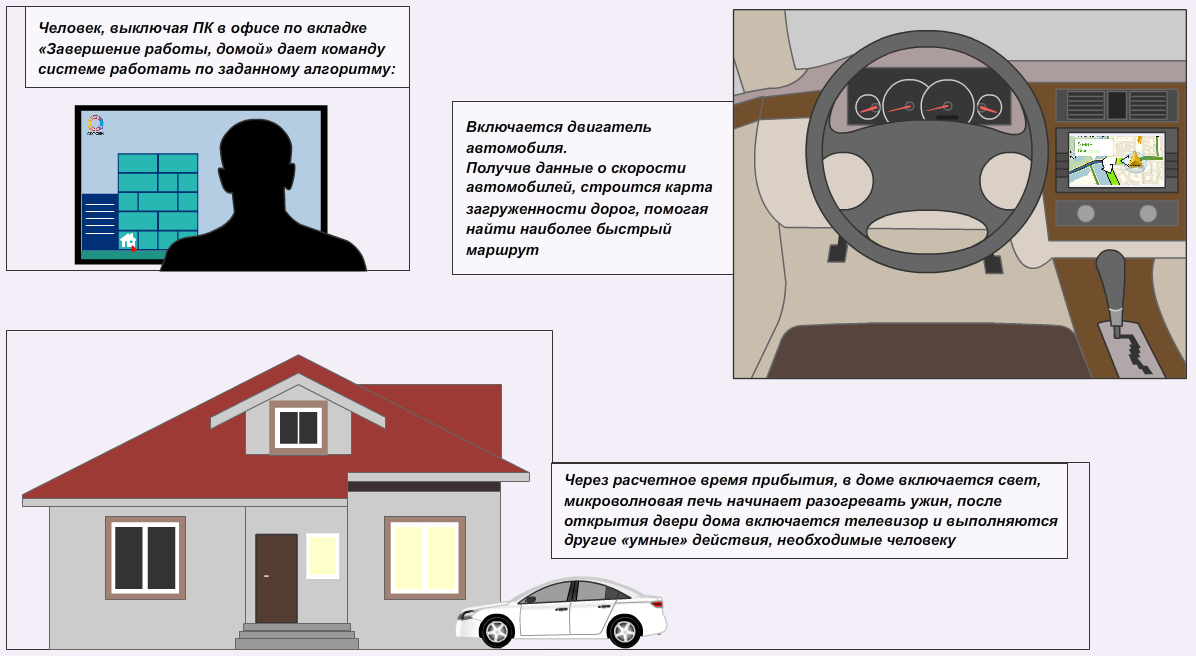 Человек, выключая ПК в офисе по вкладке
«Завершение работы, домой» дает команду
системе работать по заданному алгоритму:
Включается двигатель
автомобиля.
Получив данные о скорости
автомобилей, строится карта
загруженности дорог, помогая
найти наиболее быстрый
маршрут
Через расчетное время прибытия, в доме включается свет,
микроволновая печь начинает разогревать ужин, после
открытия двери дома включается телевизор и выполняются
другие «умные» действия, необходимые человеку